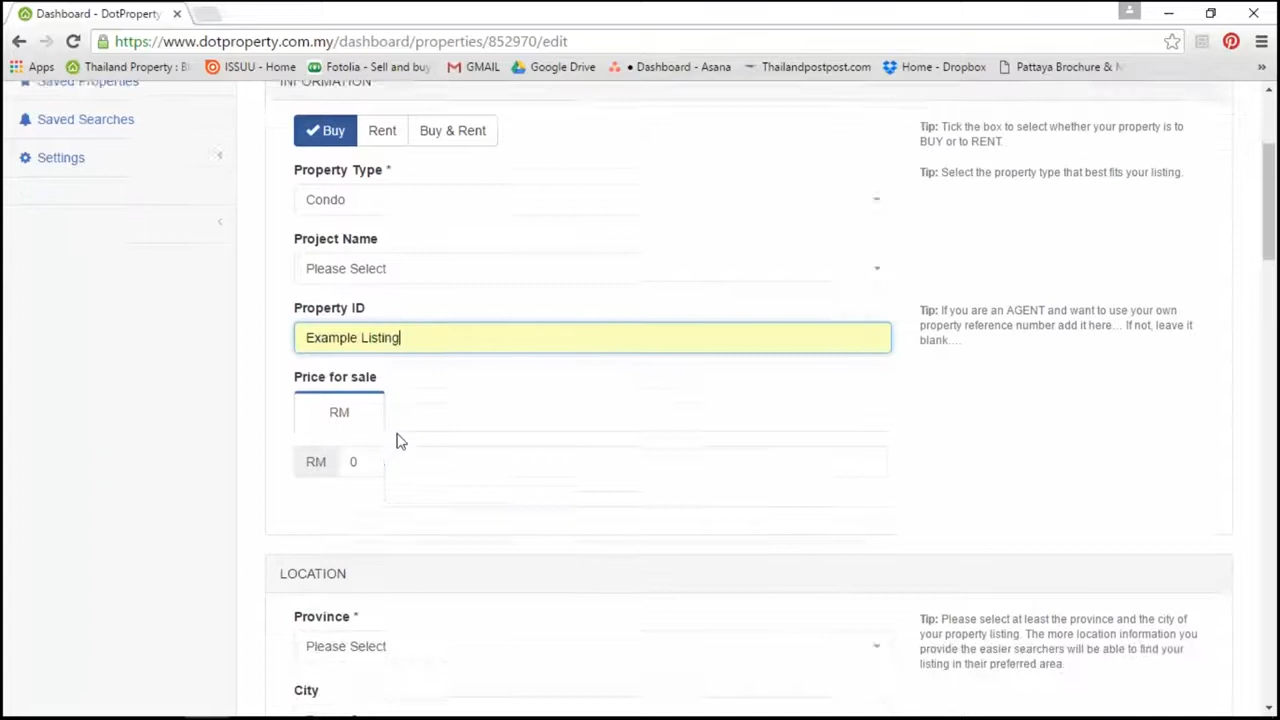 Dashboard - DotProperty
https://www.dotproperty.com.my/dashboard/properties/852970/edit
Apps Thailand Property : B ISSUU - Home Fotolia - Sell and buy GMAIL Google Drive • Dashboard - Asana Thailandpostpost.com Home - Dropbox Pattaya Brochure & »
Saved Properties
INFORMATION
Saved Searches
Settings
Buy Rent Buy & Rent
Tip: Tick the box to select whether your property is to
BUY or to RENT.
Property Type *
Tip: Select the property type that best fits your listing.
Condo
Project Name
Please Select
Property ID
Tip: If you are an AGENT and want to use your own
property reference number add it here... If not, leave it
blank....
Example Listing
Price for sale
RM
RM 0
LOCATION
Province *
Tip: Please select at least the province and the city of
your property listing. The more location information you
provide the easier searchers will be able to find your
listing in their preferred area.
Please Select
City